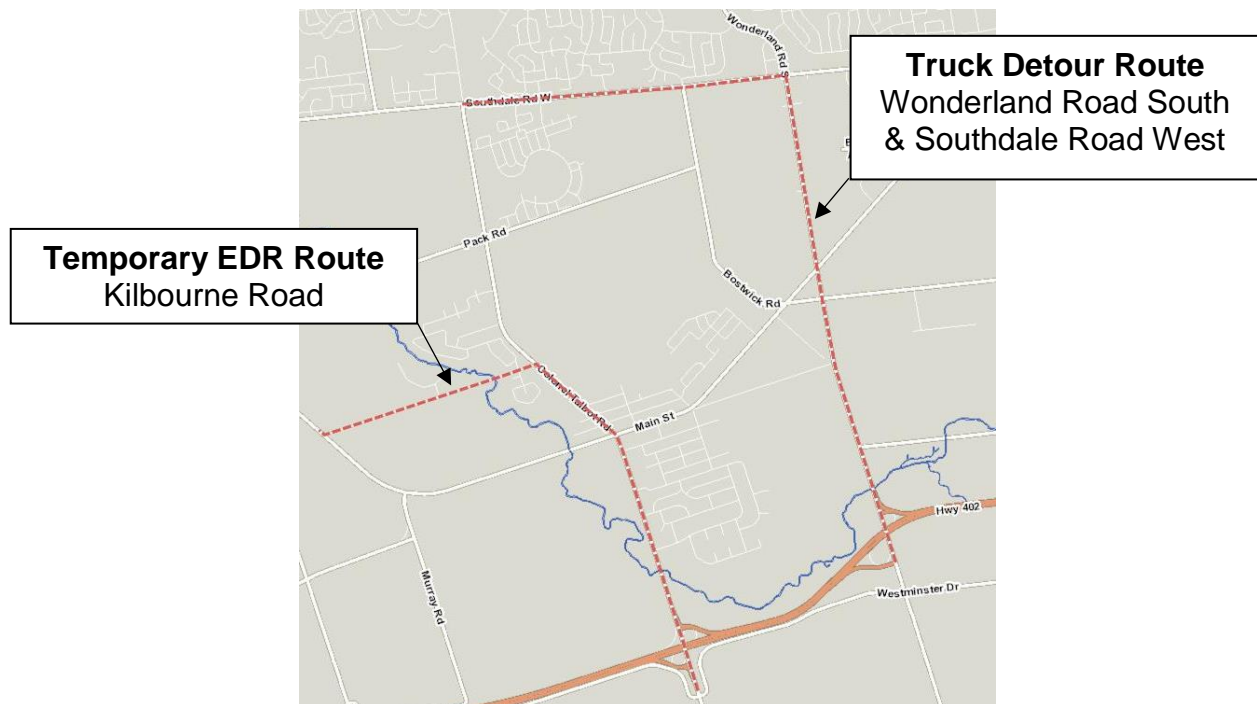 Wonderland Rd S
Truck Detour Route
Wonderland Road South
& Southdale Road West
Southdale Rd W
Pack Rd
Temporary EDR Route
Kilbourne Road
Bostwick Rd
Colonel Talbot Rd
Main St
Hwy 402
Murray Rd
Westminster Dr